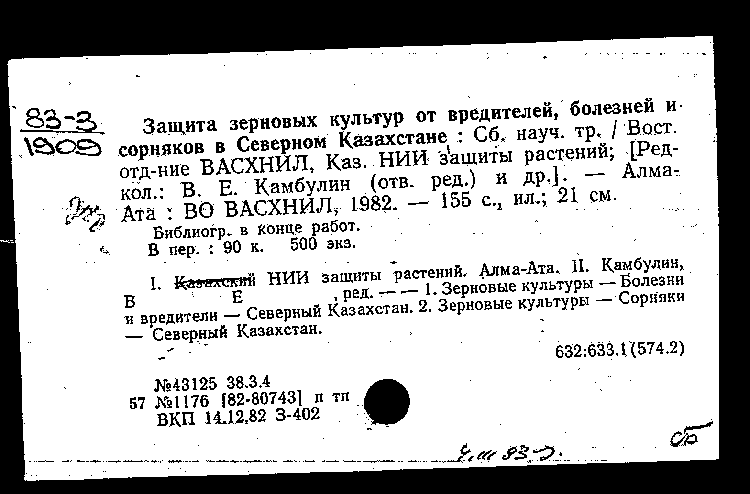 83-3
1909
Защита зерновых культур от вредителей, болезней и
сорняков в Северном Казахстане : Сб. науч. тр. / Вост.
отд-ние ВАСХНИЛ, Каз. НИИ защиты растений; [Ред-
кол.: В. Е. Камбулин (отв. ред.) и др.]. — Алма-
Ата : ВО ВАСХНИЛ, 1982. — 155 с., ил.; 21 см.
Библиогр. в конце работ.
В пер. : 90 к. 500 экз.
I. Казахский НИИ защиты растений. Алма-Ата. II. Камбулин,
В Е , ред. — — 1. Зерновые культуры — Болезни
и вредители — Северный Казахстан. 2. Зерновые культуры — Сорняки
— Северный Казахстан.
632:633.1(574.2)
№43125 38.3.4
57 №1176 [82-80743] п тп
ВКП 14.12.82 З-402